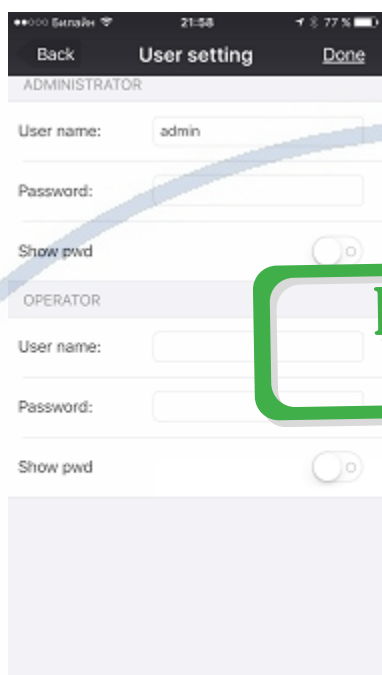 Билайн 21:58 77 %
Back User setting Done
ADMINISTRATOR
User name: admin
Password:
Show pwd
OPERATOR
User name:
Password:
Show pwd